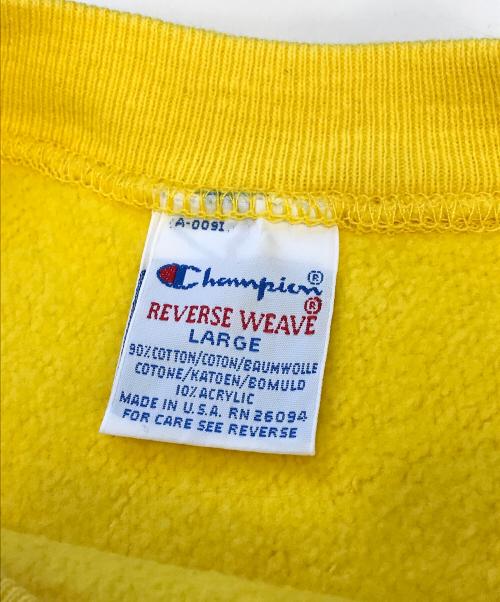 A-0091
Champion®
REVERSE WEAVE®
LARGE
90%COTTON/COTON/BAUMWOLLE
COTONE/KATOEN/BOMULD
10%ACRYLIC
MADE IN U.S.A. RN 26094
FOR CARE SEE REVERSE